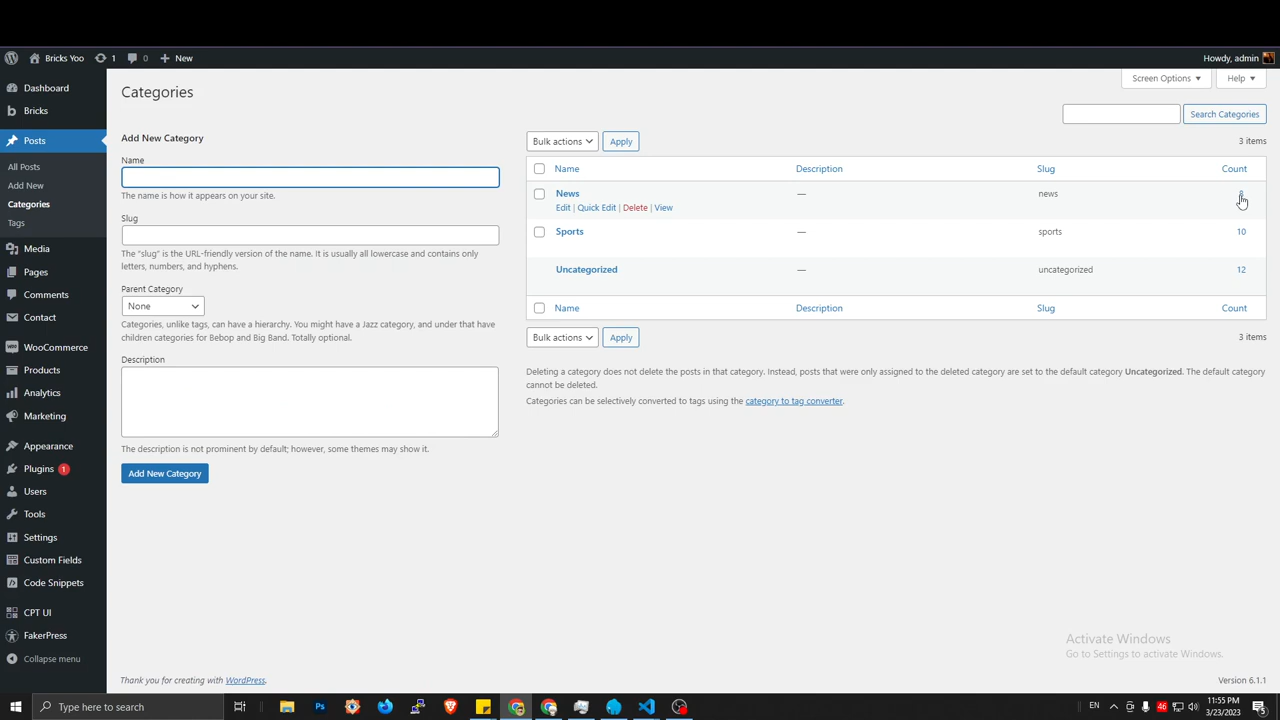 Bricks Yoo 1 0 New Howdy, admin
Screen Options Help
Dashboard
Bricks
Posts
All Posts
Add New
Categories
Tags
Media
Pages
Comments
Contact
WooCommerce
Products
Analytics
Marketing
Appearance
Plugins 1
Users
Tools
Settings
Custom Fields
Code Snippets
CPT UI
FakerPress
Collapse menu
Categories
Search Categories
Add New Category
Name
The name is how it appears on your site.
Slug
The "slug" is the URL-friendly version of the name. It is usually all lowercase and contains only
letters, numbers, and hyphens.
Parent Category
None
Categories, unlike tags, can have a hierarchy. You might have a Jazz category, and under that have
children categories for Bebop and Big Band. Totally optional.
Description
The description is not prominent by default; however, some themes may show it.
Add New Category
Bulk actions Apply 3 items
Name Description Slug Count
News — news
Edit | Quick Edit | Delete | View
Sports — sports 10
Uncategorized — uncategorized 12
Name Description Slug Count
Bulk actions Apply 3 items
Deleting a category does not delete the posts in that category. Instead, posts that were only assigned to the deleted category are set to the default category Uncategorized. The default category
cannot be deleted.
Categories can be selectively converted to tags using the category to tag converter.
Activate Windows
Go to Settings to activate Windows.
Thank you for creating with WordPress. Version 6.1.1
Type here to search EN 46 11:55 PM
3/23/2023